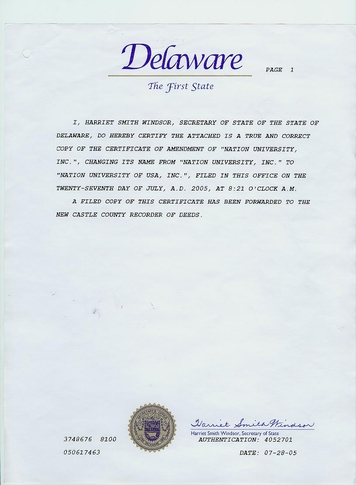 Delaware
PAGE 1
The First State
I, HARRIET SMITH WINDSOR, SECRETARY OF STATE OF THE STATE OF
DELAWARE, DO HEREBY CERTIFY THE ATTACHED IS A TRUE AND CORRECT
COPY OF THE CERTIFICATE OF AMENDMENT OF "NATION UNIVERSITY,
INC.", CHANGING ITS NAME FROM "NATION UNIVERSITY, INC." TO
"NATION UNIVERSITY OF USA, INC.", FILED IN THIS OFFICE ON THE
TWENTY-SEVENTH DAY OF JULY, A.D. 2005, AT 8:21 O'CLOCK A.M.
A FILED COPY OF THIS CERTIFICATE HAS BEEN FORWARDED TO THE
NEW CASTLE COUNTY RECORDER OF DEEDS.
Harriet Smith Windsor
Harriet Smith Windsor, Secretary of State
3748676 8100
AUTHENTICATION: 4052701
050617463
DATE: 07-28-05